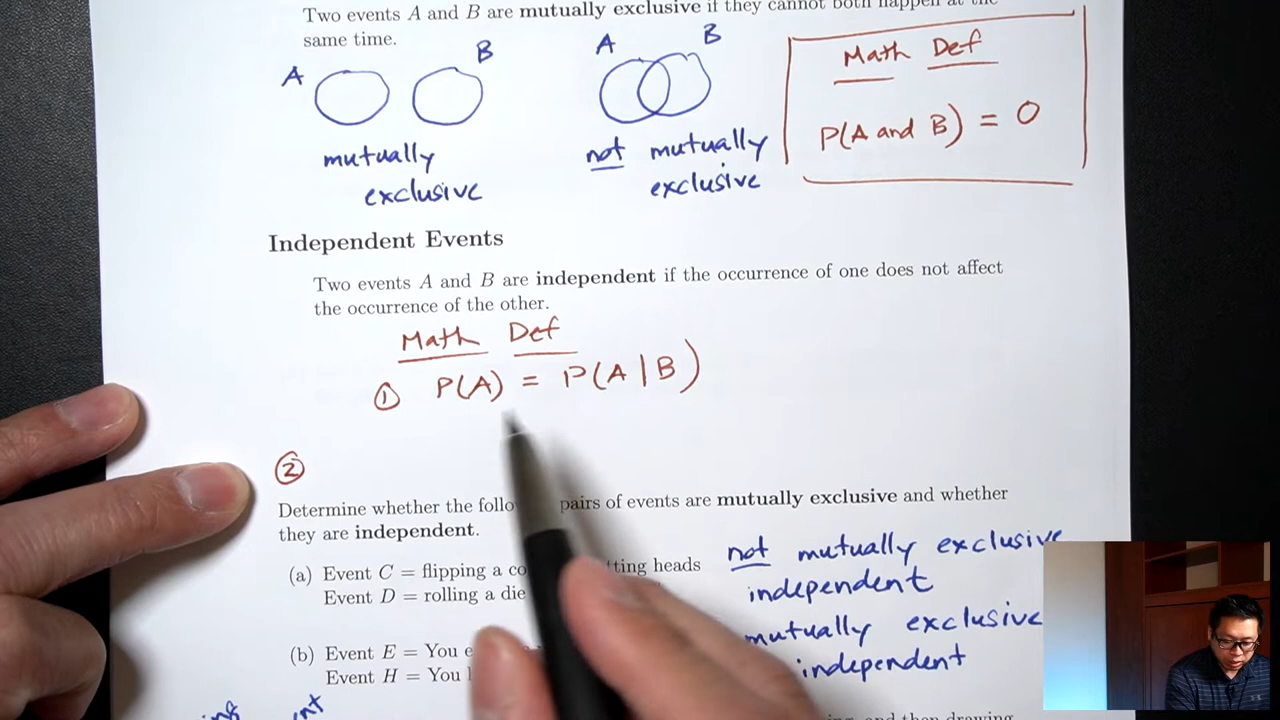 Two events A and B are mutually exclusive if they cannot both happen at the
same time.
A B
A B
mutually
exclusive
not mutually
exclusive
Math Def
P(A and B) = 0
Independent Events
Two events A and B are independent if the occurrence of one does not affect
the occurrence of the other.
Math Def
① P(A) = P(A | B)
②
Determine whether the follo pairs of events are mutually exclusive and whether
they are independent.
(a) Event C = flipping a co tting heads
Event D = rolling a die
not mutually exclusive
independent
(b) Event E = You e
Event H = You
mutually exclusive
independent
and then drawing